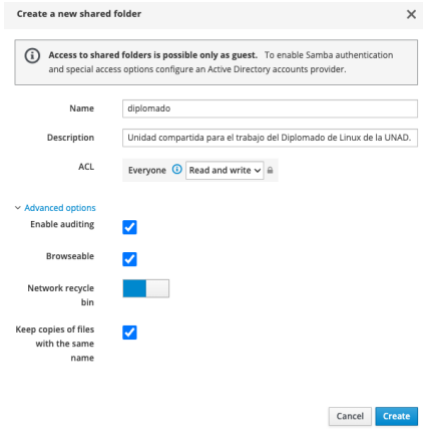 Create a new shared folder
Access to shared folders is possible only as guest. To enable Samba authentication
and special access options configure an Active Directory accounts provider.
Name
diplomado
Description
Unidad compartida para el trabajo del Diplomado de Linux de la UNAD.
ACL
Everyone Read and write
Advanced options
Enable auditing
Browseable
Network recycle
bin
Keep copies of files
with the same
name
Cancel Create